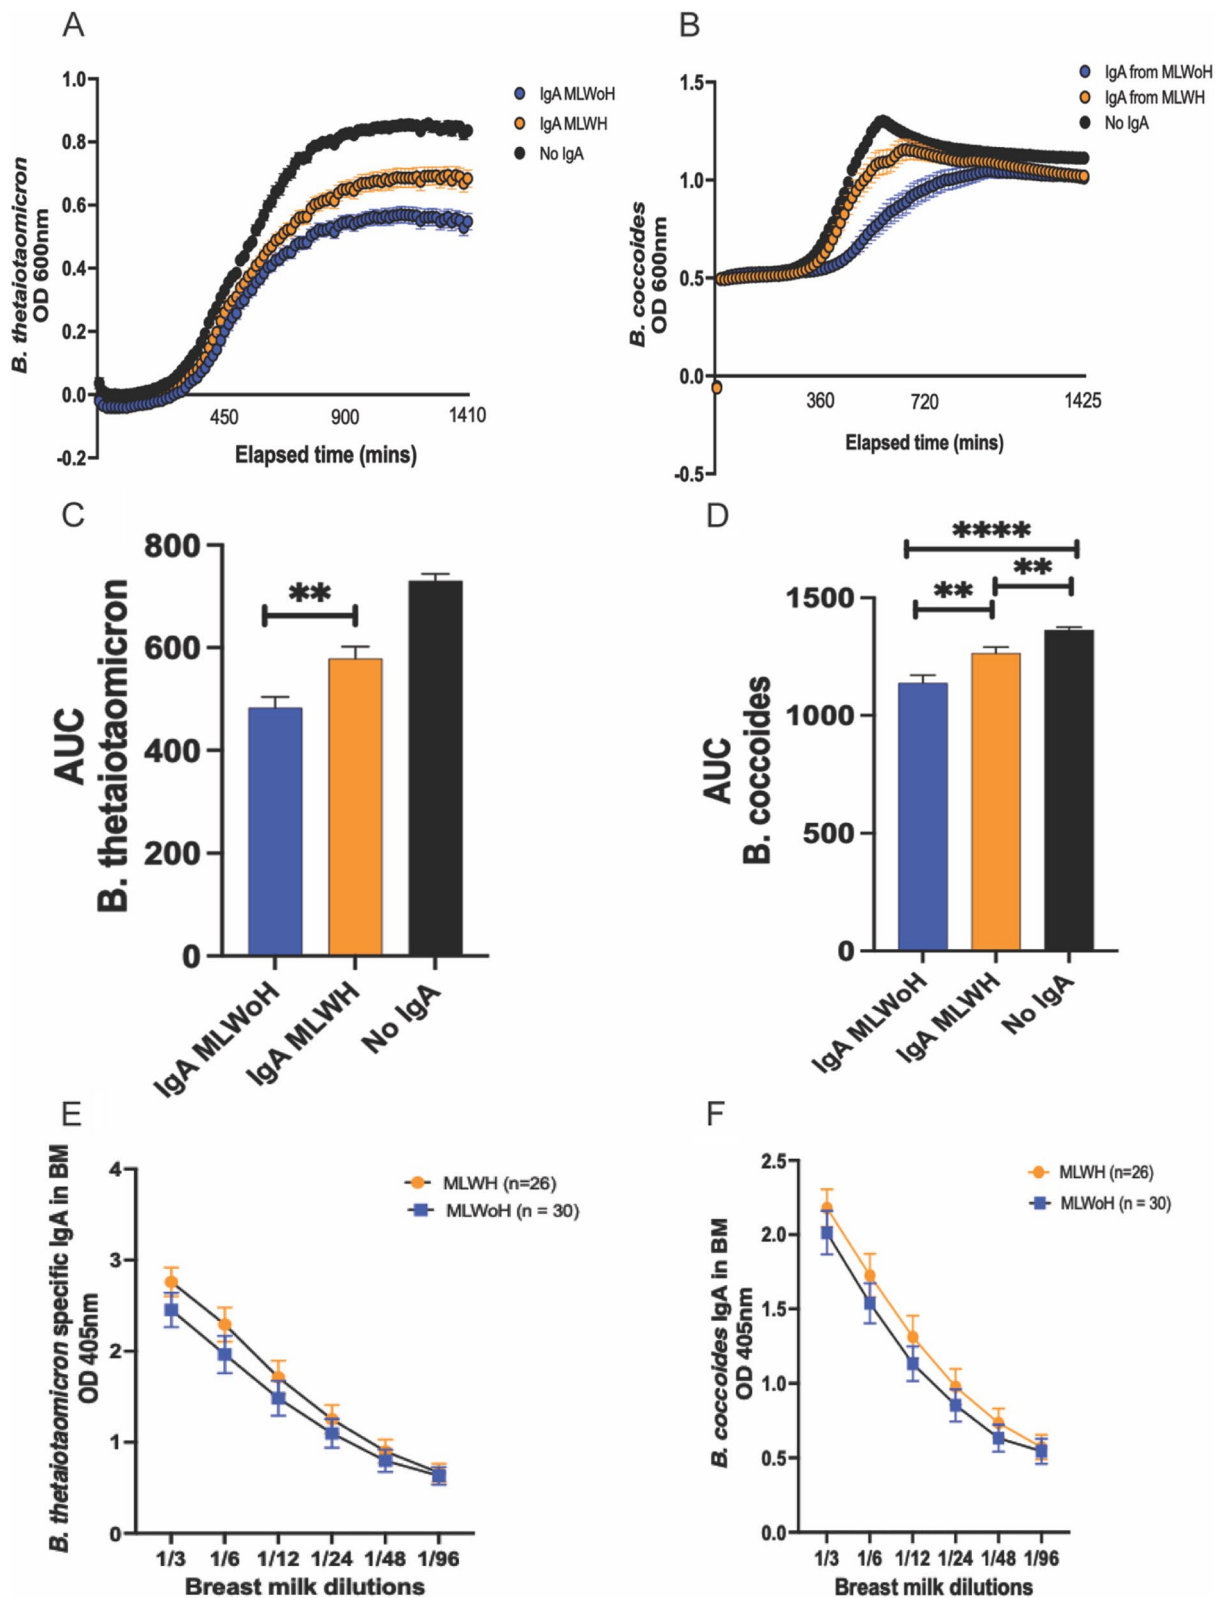 A
B. thetaiotaomicron
OD 600nm
1.0
0.8
0.6
0.4
0.2
0.0
-0.2
450
900
1410
Elapsed time (mins)
IgA MLWoH
IgA MLWH
No IgA
B
B. coccoides
OD 600nm
1.5
1.0
0.5
0.0
-0.5
360
720
1425
Elapsed time (mins)
IgA from MLWoH
IgA from MLWH
No IgA
C
AUC
B. thetaiotaomicron
800
600
400
200
0
**
IgA MLWoH
IgA MLWH
No IgA
D
AUC
B. coccoides
1500
1000
500
0
****
**
**
IgA MLWoH
IgA MLWH
No IgA
E
B. thetaiotaomicron specific IgA in BM
OD 405nm
4
3
2
1
0
MLWH (n=26)
MLWoH (n = 30)
1/3 1/6 1/12 1/24 1/48 1/96
Breast milk dilutions
F
B. coccoides IgA in BM
OD 405nm
2.5
2.0
1.5
1.0
0.5
0.0
MLWH (n=26)
MLWoH (n = 30)
1/3 1/6 1/12 1/24 1/48 1/96
Breast milk dilutions